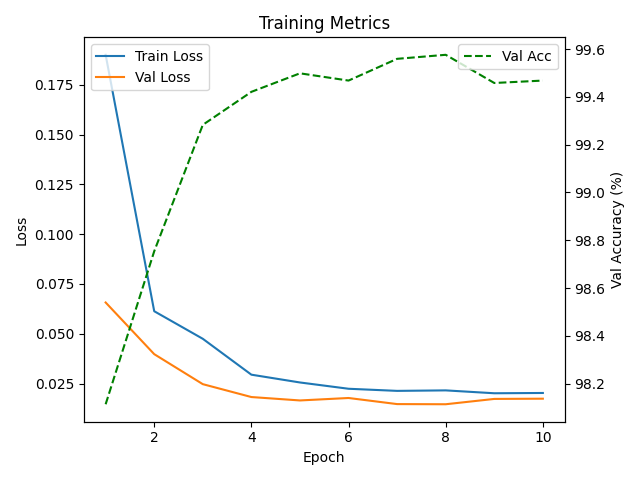 Training Metrics
Train Loss
Val Loss
Val Acc
Loss
0.175
0.150
0.125
0.100
0.075
0.050
0.025
99.6
99.4
99.2
99.0
98.8
98.6
98.4
98.2
Val Accuracy (%)
2 4 6 8 10
Epoch